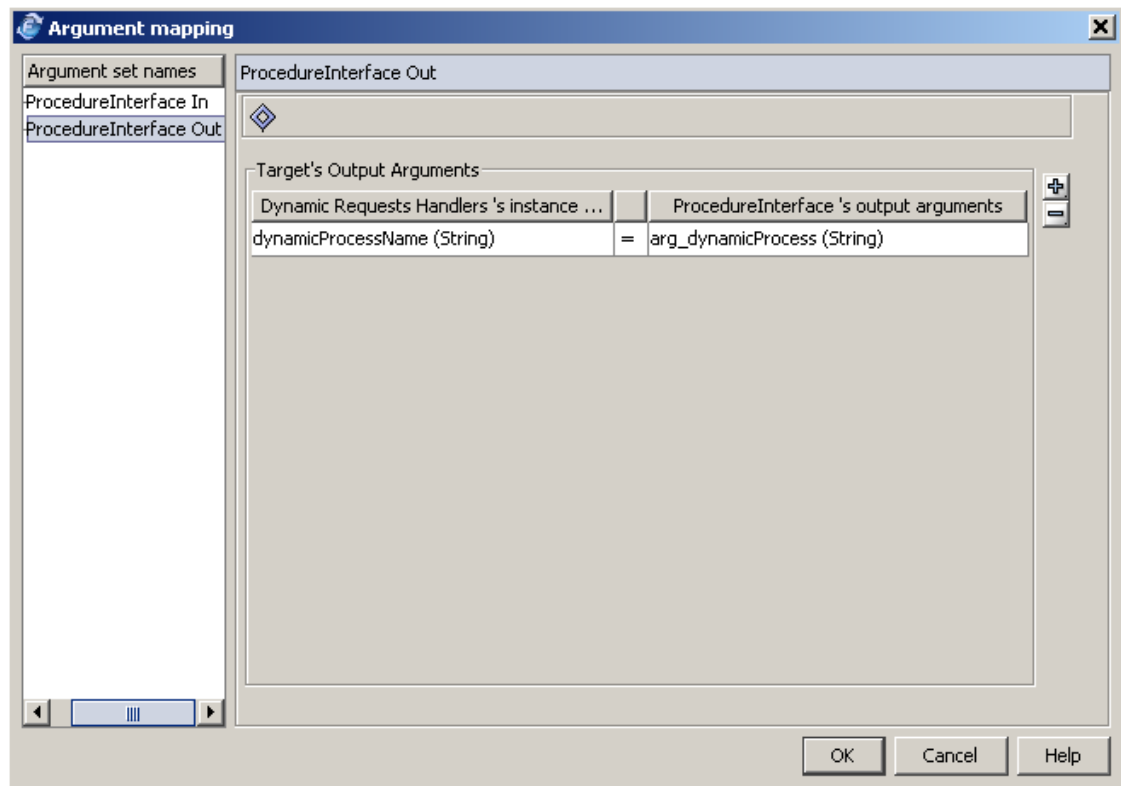 Argument mapping
Argument set names
ProcedureInterface In
ProcedureInterface Out
ProcedureInterface Out
Target's Output Arguments
Dynamic Requests Handlers 's instance ... ProcedureInterface 's output arguments
dynamicProcessName (String) = arg_dynamicProcess (String)
OK Cancel Help